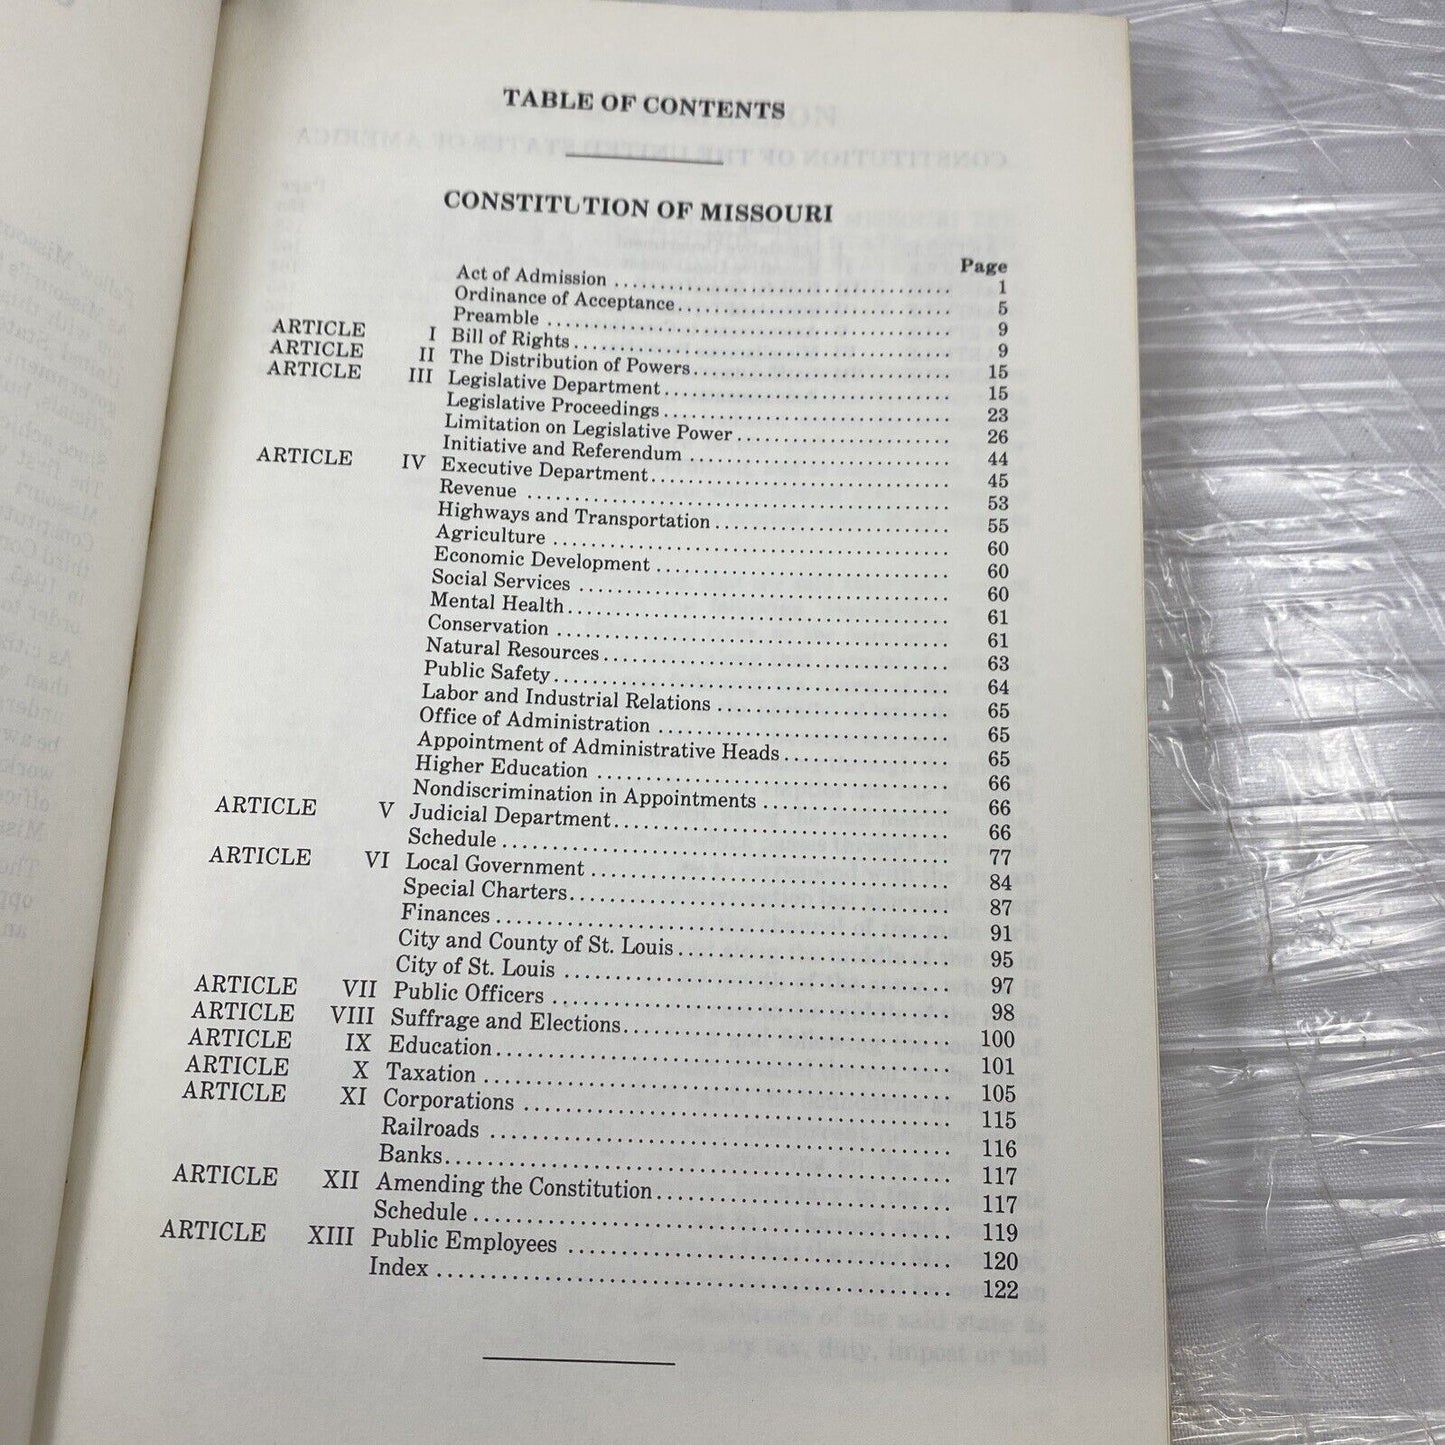 TABLE OF CONTENTS
CONSTITUTION OF MISSOURI
Page
Act of Admission ........ 1
Ordinance of Acceptance ........ 5
Preamble ........ 9
ARTICLE I Bill of Rights ........ 9
ARTICLE II The Distribution of Powers ........ 15
ARTICLE III Legislative Department ........ 15
Legislative Proceedings ........ 23
Limitation on Legislative Power ........ 26
Initiative and Referendum ........ 44
ARTICLE IV Executive Department ........ 45
Revenue ........ 53
Highways and Transportation ........ 55
Agriculture ........ 60
Economic Development ........ 60
Social Services ........ 60
Mental Health ........ 61
Conservation ........ 61
Natural Resources ........ 63
Public Safety ........ 64
Labor and Industrial Relations ........ 65
Office of Administration ........ 65
Appointment of Administrative Heads ........ 65
Higher Education ........ 66
Nondiscrimination in Appointments ........ 66
ARTICLE V Judicial Department ........ 66
Schedule ........ 77
ARTICLE VI Local Government ........ 84
Special Charters ........ 87
Finances ........ 91
City and County of St. Louis ........ 95
City of St. Louis ........ 97
ARTICLE VII Public Officers ........ 98
ARTICLE VIII Suffrage and Elections ........ 100
ARTICLE IX Education ........ 101
ARTICLE X Taxation ........ 105
ARTICLE XI Corporations ........ 115
Railroads ........ 116
Banks ........ 117
ARTICLE XII Amending the Constitution ........ 117
Schedule ........ 119
ARTICLE XIII Public Employees ........ 120
Index ........ 122